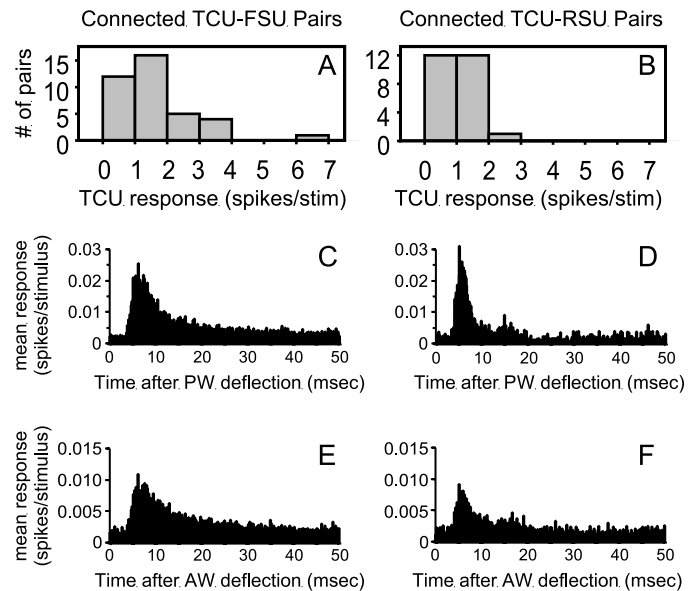 Connected TCU-FSU Pairs
Connected TCU-RSU Pairs
# of pairs
15
10
5
0
A
0 1 2 3 4 5 6 7
TCU response (spikes/stim)
12
8
4
0
B
0 1 2 3 4 5 6 7
TCU response (spikes/stim)
mean response
(spikes/stimulus)
0.03
0.02
0.01
0
C
0 10 20 30 40 50
Time after PW deflection (msec)
0.03
0.02
0.01
0
D
0 10 20 30 40 50
Time after PW deflection (msec)
mean response
(spikes/stimulus)
0.015
0.010
0.005
0
E
0 10 20 30 40 50
Time after AW deflection (msec)
0.015
0.010
0.005
0
F
0 10 20 30 40 50
Time after AW deflection (msec)